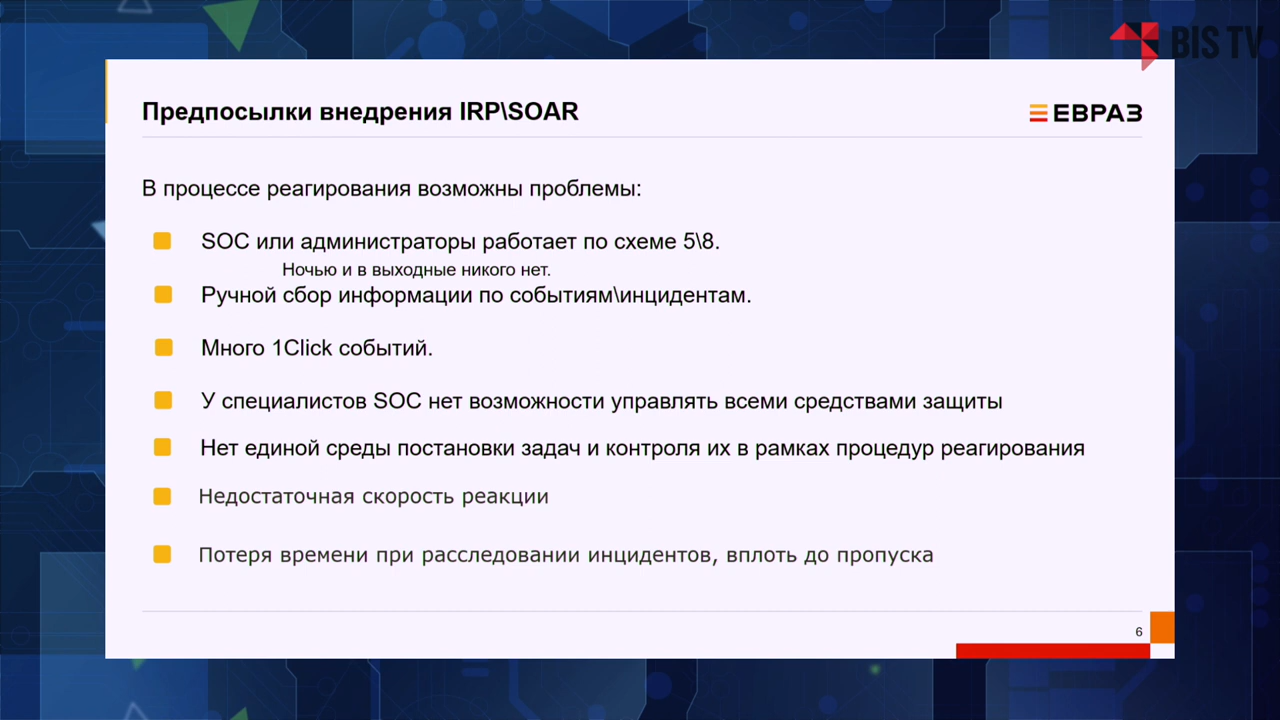 BIS TV
Предпосылки внедрения IRP\SOAR
ЕВРАЗ
В процессе реагирования возможны проблемы:
SOC или администраторы работает по схеме 5\8.
Ночью и в выходные никого нет.
Ручной сбор информации по событиям\инцидентам.
Много 1Click событий.
У специалистов SOC нет возможности управлять всеми средствами защиты
Нет единой среды постановки задач и контроля их в рамках процедур реагирования
Недостаточная скорость реакции
Потеря времени при расследовании инцидентов, вплоть до пропуска
6